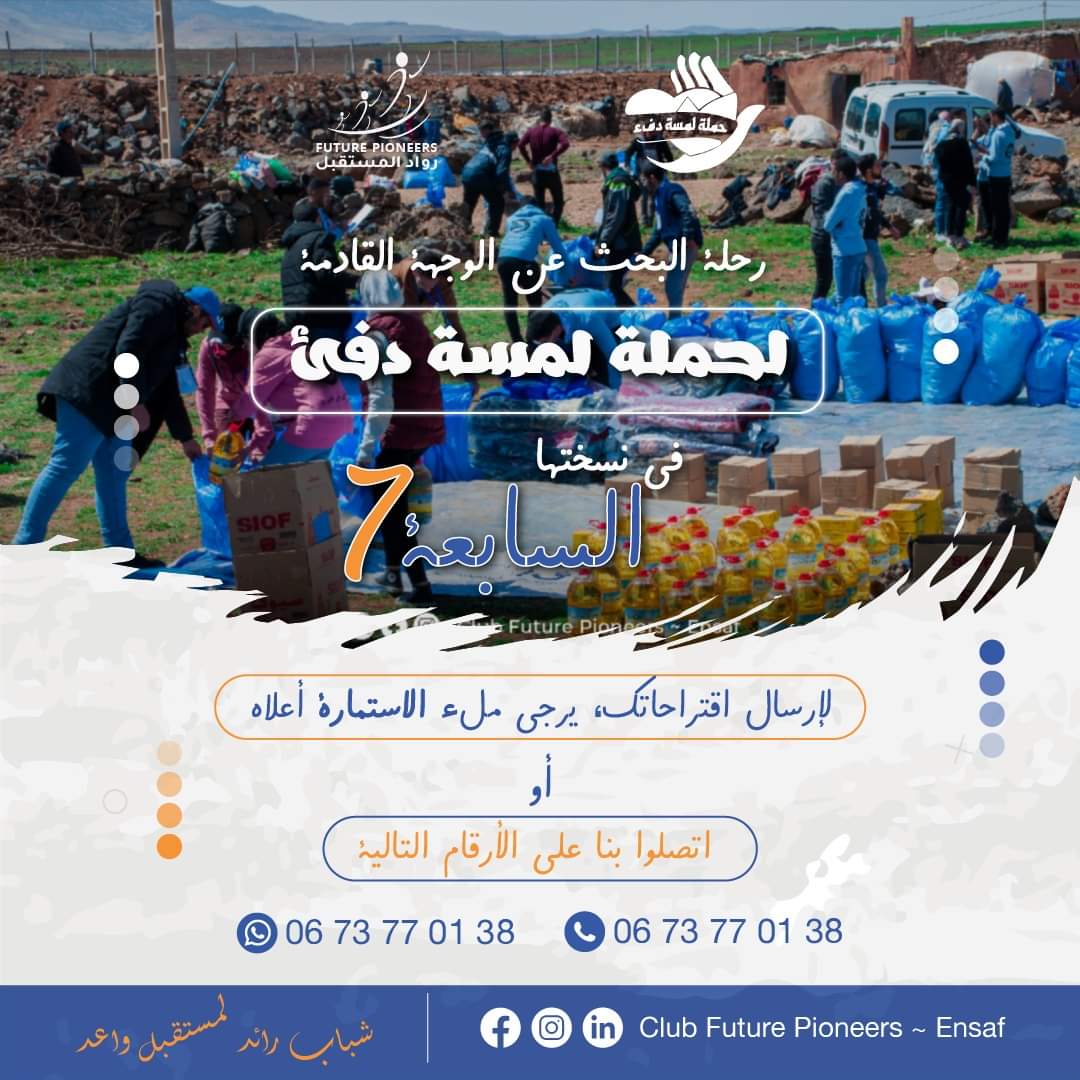 FUTURE PIONEERS
رواد المستقبل
حملة لمسة دفء
رحلة البحث عن الوجهة القادمة
لحملة لمسة دفئ
في نسختها
السابعة 7
SIOF
SIOF
Club Future Pioneers ~ Ensaf
لإرسال اقتراحاتك، يرجى ملء الاستمارة أعلاه
أو
اتصلوا بنا على الأرقام التالية
06 73 77 01 38
06 73 77 01 38
شباب رائد لمستقبل واعد
Club Future Pioneers ~ Ensaf